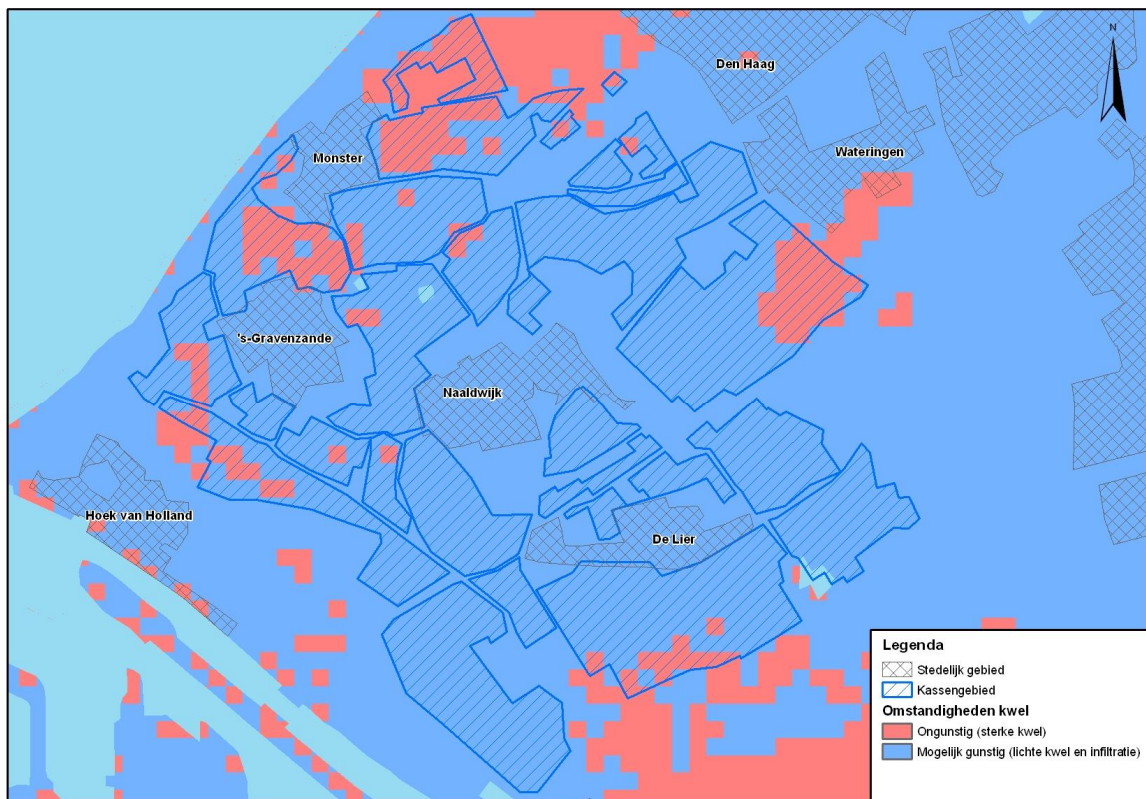 N
Den Haag
Wateringen
Monster
's-Gravenzande
Naaldwijk
Hoek van Holland
De Lier
Legenda
Stedelijk gebied
Kassengebied
Omstandigheden kwel
Ongunstig (sterke kwel)
Mogelijk gunstig (lichte kwel en infiltratie)